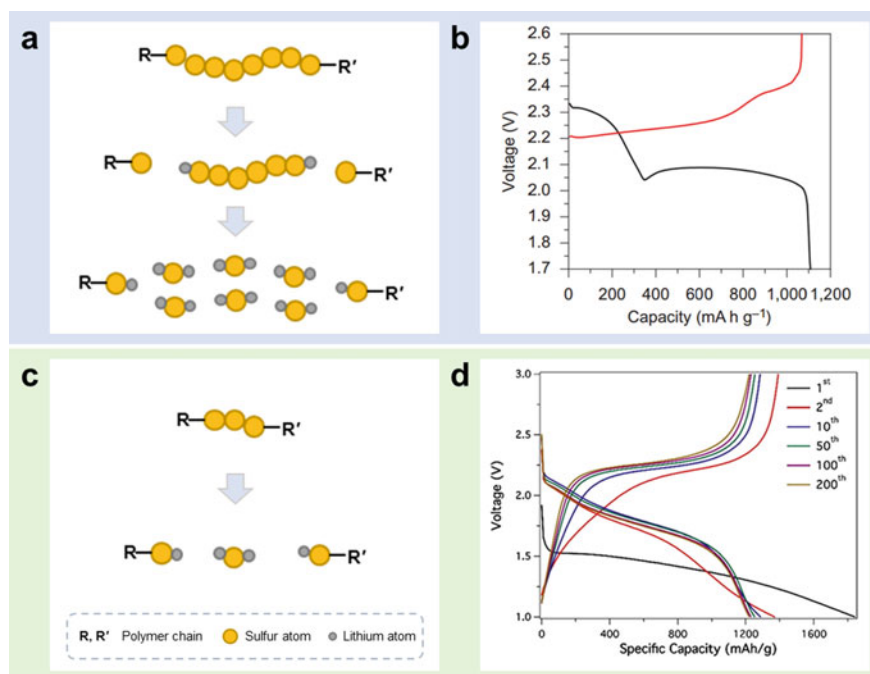 a
R
R'
R
R'
R
R'
b
2.6
2.5
2.4
2.3
2.2
2.1
2.0
1.9
1.8
1.7
Voltage (V)
0 200 400 600 800 1,000 1,200
Capacity (mA h g⁻¹)
c
R
R'
R
R'
R, R' Polymer chain Sulfur atom Lithium atom
d
3.0
2.5
2.0
1.5
1.0
Voltage (V)
1st
2nd
10th
50th
100th
200th
0 400 800 1200 1600
Specific Capacity (mAh/g)